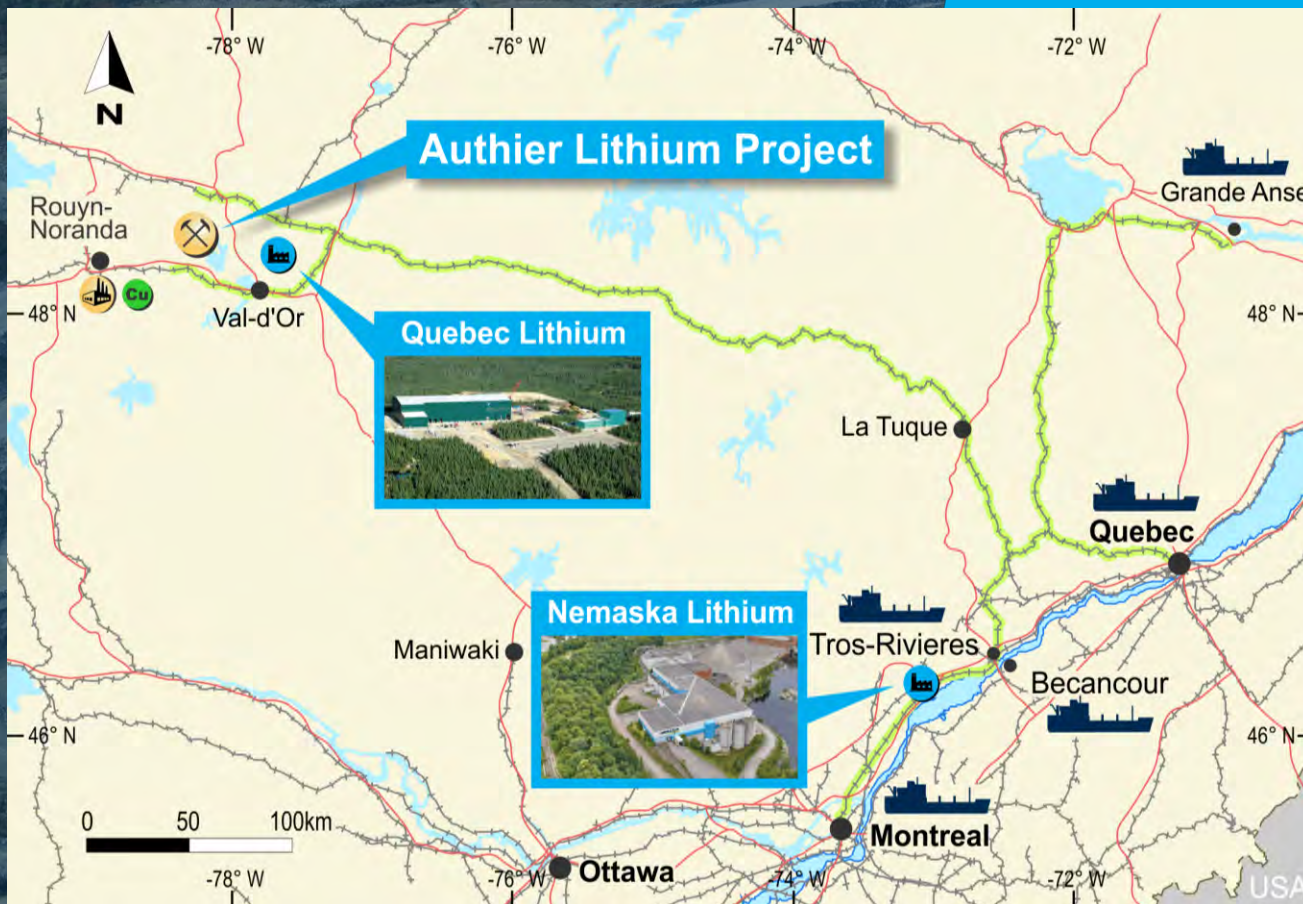 -78° W
-76° W
-74° W
-72° W
N
Authier Lithium Project
Grande Anse
Rouyn-
Noranda
Cu
48° N
Val-d'Or
48° N
Quebec Lithium
La Tuque
Quebec
Nemaska Lithium
Tros-Rivieres
Maniwaki
Becancour
46° N
46° N
0 50 100km
Montreal
Ottawa
-78° W
-76° W
-74° W
-72° W
USA